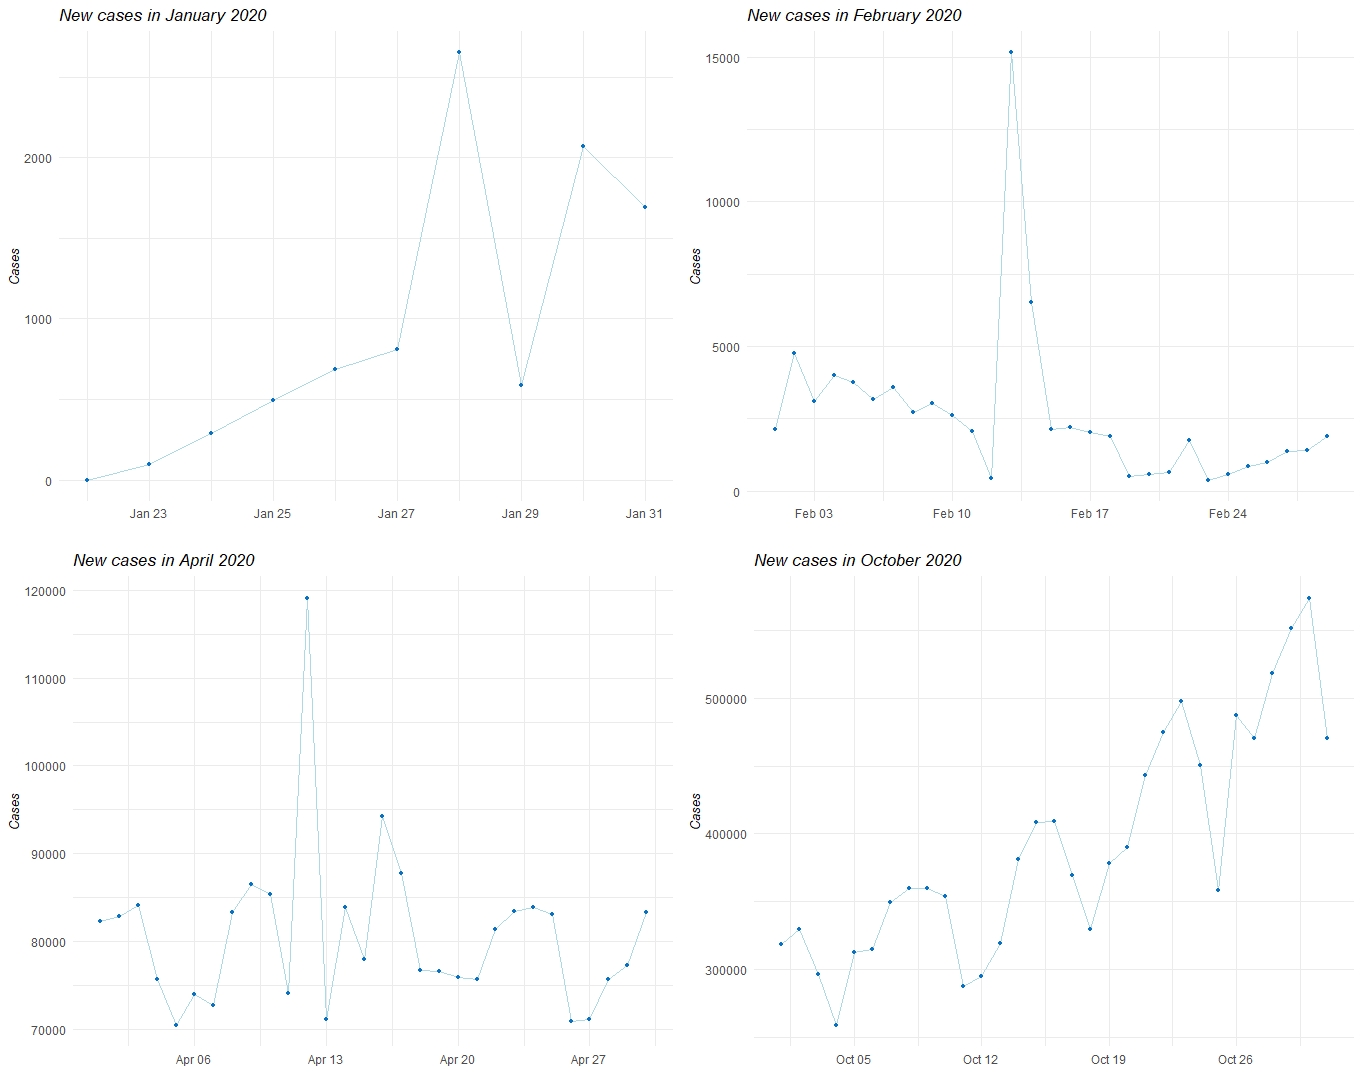 New cases in January 2020
Cases
2000
1000
0
Jan 23 Jan 25 Jan 27 Jan 29 Jan 31
New cases in February 2020
Cases
15000
10000
5000
0
Feb 03 Feb 10 Feb 17 Feb 24
New cases in April 2020
Cases
120000
110000
100000
90000
80000
70000
Apr 06 Apr 13 Apr 20 Apr 27
New cases in October 2020
Cases
500000
400000
300000
Oct 05 Oct 12 Oct 19 Oct 26